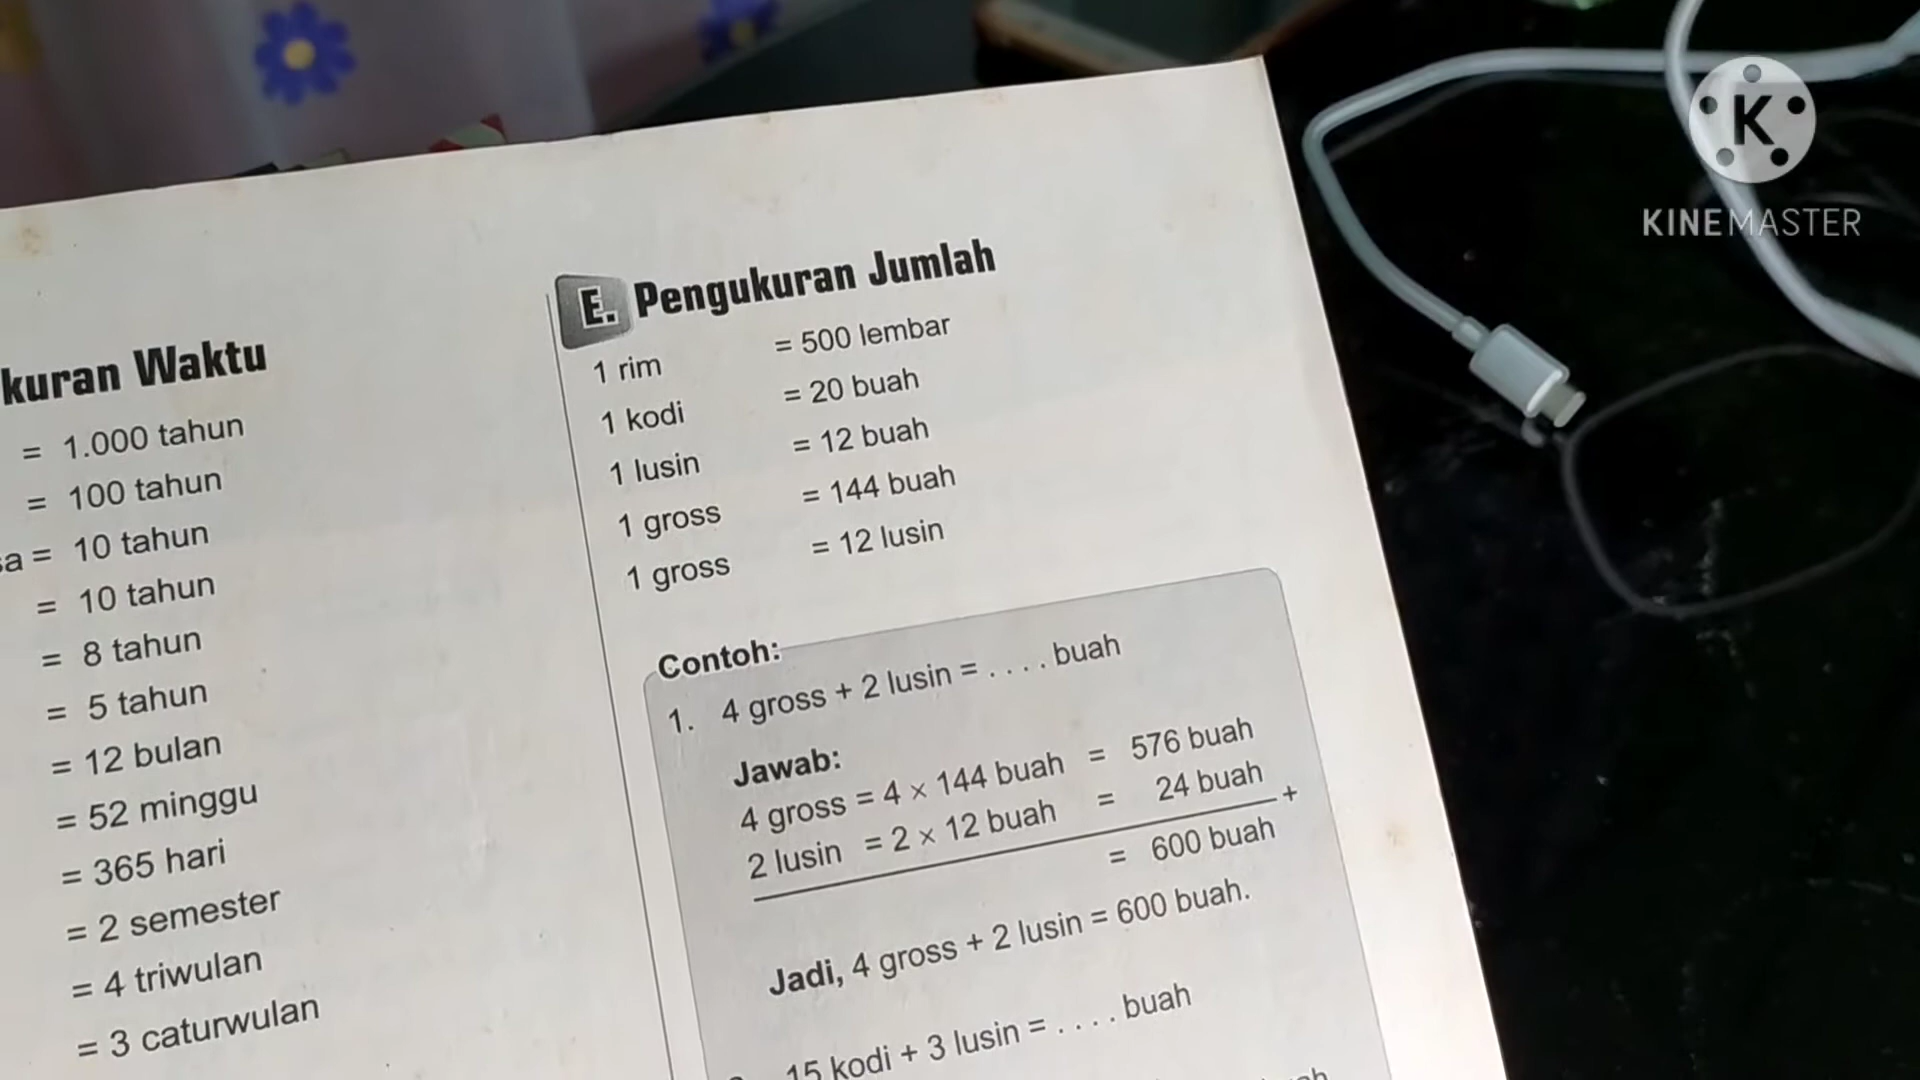 kuran Waktu
= 1.000 tahun
= 100 tahun
sa = 10 tahun
= 10 tahun
= 8 tahun
= 5 tahun
= 12 bulan
= 52 minggu
= 365 hari
= 2 semester
= 4 triwulan
= 3 caturwulan
E. Pengukuran Jumlah
1 rim = 500 lembar
1 kodi = 20 buah
1 lusin = 12 buah
1 gross = 144 buah
1 gross = 12 lusin
Contoh:
1. 4 gross + 2 lusin = . . . . buah
Jawab:
4 gross = 4 × 144 buah = 576 buah
2 lusin = 2 × 12 buah = 24 buah +
= 600 buah
Jadi, 4 gross + 2 lusin = 600 buah.
15 kodi + 3 lusin = . . . . buah
K
KINEMASTER